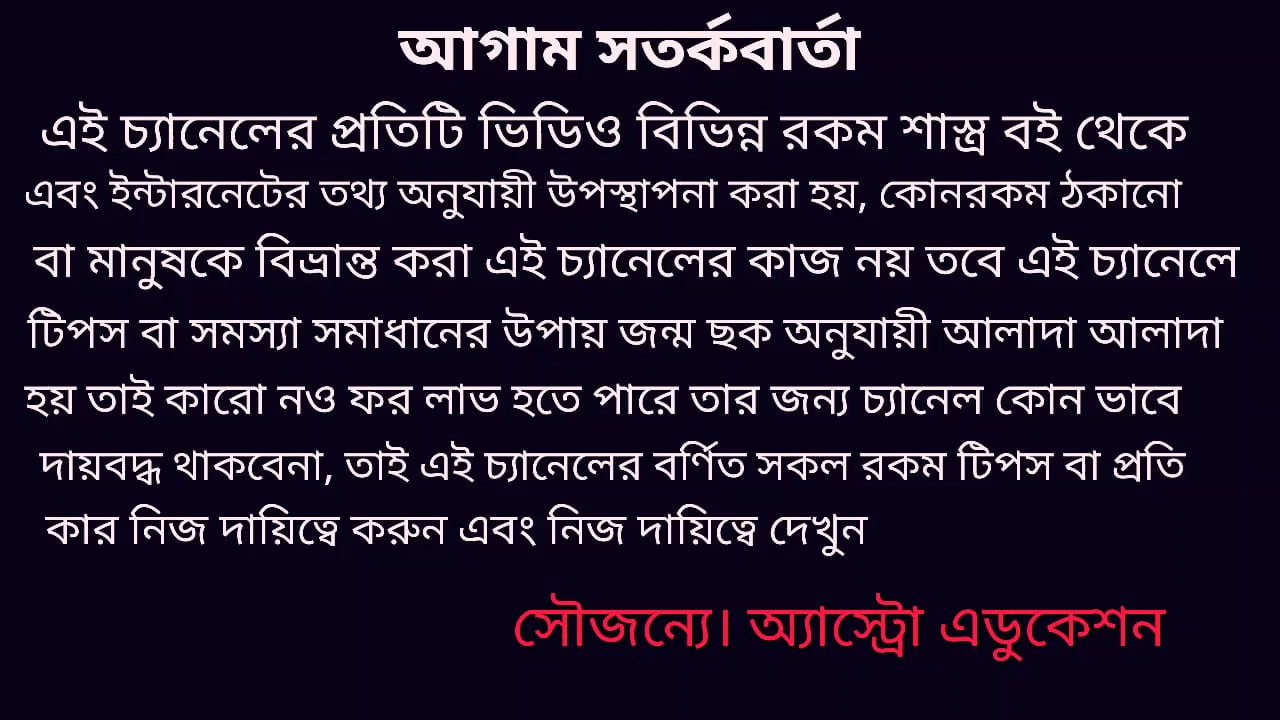 আগাম সতর্কবার্তা
এই চ্যানেলের প্রতিটি ভিডিও বিভিন্ন রকম শাস্ত্র বই থেকে
এবং ইন্টারনেটের তথ্য অনুযায়ী উপস্থাপনা করা হয়, কোনরকম ঠকানো
বা মানুষকে বিভ্রান্ত করা এই চ্যানেলের কাজ নয় তবে এই চ্যানেলে
টিপস বা সমস্যা সমাধানের উপায় জন্ম ছক অনুযায়ী আলাদা আলাদা
হয় তাই কারো নও ফর লাভ হতে পারে তার জন্য চ্যানেল কোন ভাবে
দায়বদ্ধ থাকবেনা, তাই এই চ্যানেলের বর্ণিত সকল রকম টিপস বা প্রতি
কার নিজ দায়িত্বে করুন এবং নিজ দায়িত্বে দেখুন
সৌজন্যে। অ্যাস্ট্রো এডুকেশন